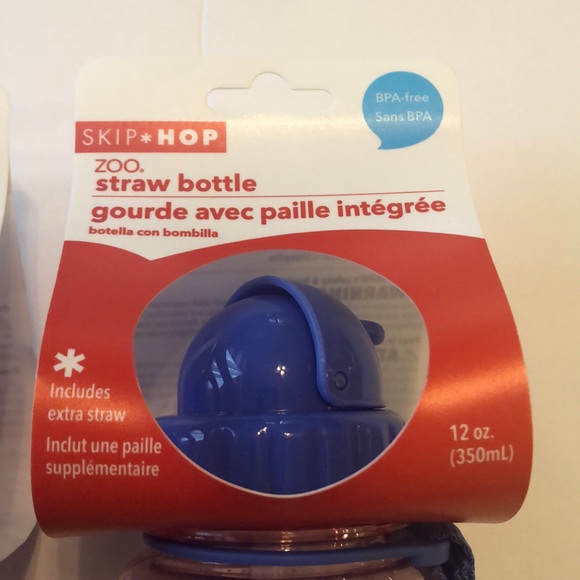 BPA-free
Sans BPA
SKIP*HOP
ZOO®
straw bottle
gourde avec paille intégrée
botella con bombilla
*
Includes
extra straw
Inclut une paille
supplémentaire
12 oz.
(350mL)